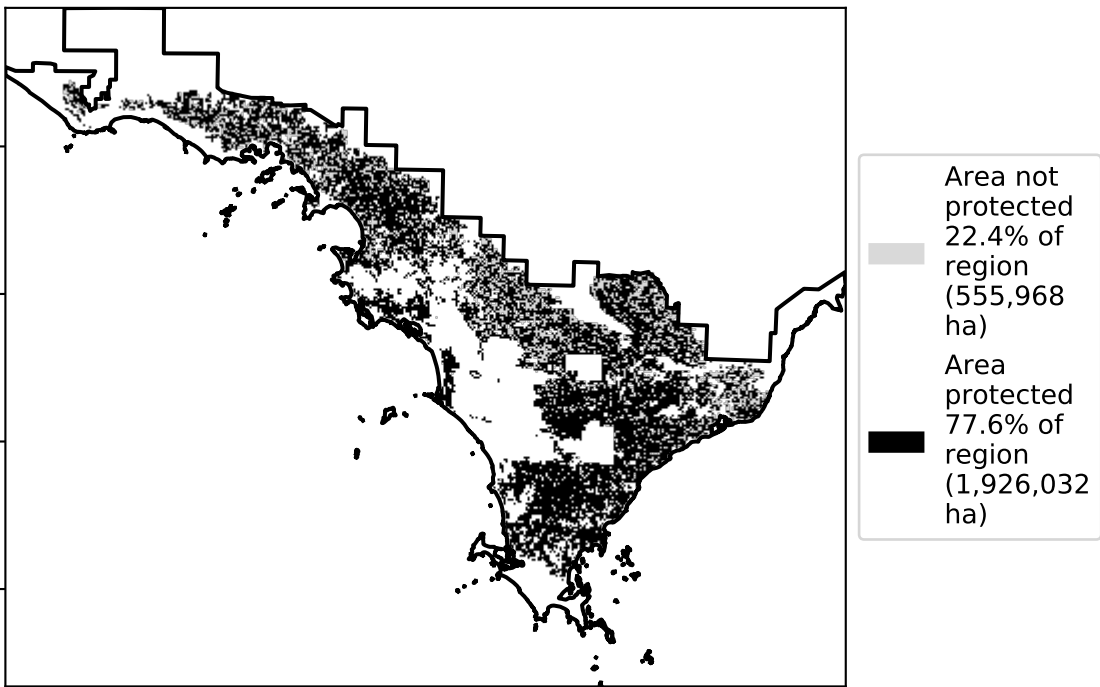 Area not
protected
22.4% of
region
(555,968
ha)
Area
protected
77.6% of
region
(1,926,032
ha)